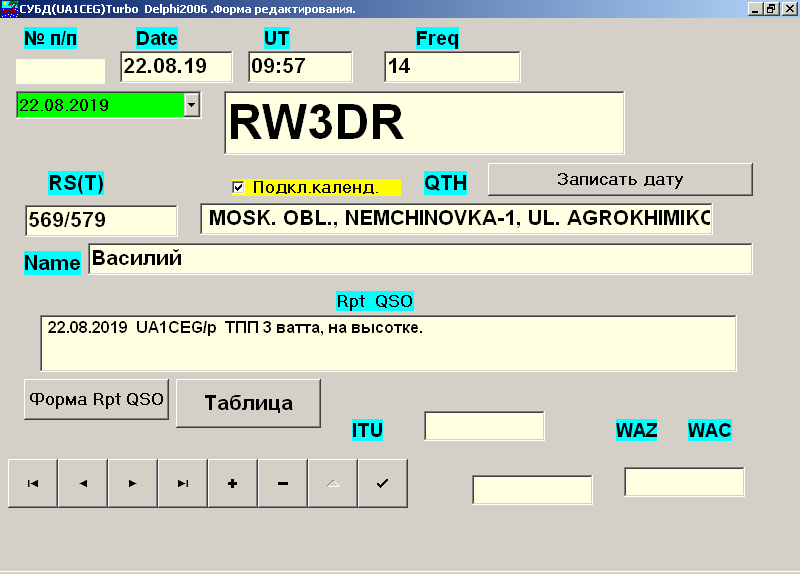 СУБД(UA1CEG)Turbo Delphi2006 .Форма редактирования.
№ п/п Date UT Freq
22.08.19 09:57 14
22.08.2019
RW3DR
RS(T) Подкл.календ. QTH Записать дату
569/579 MOSK. OBL., NEMCHINOVKA-1, UL. AGROKHIMIKO
Name Василий
Rpt QSO
22.08.2019 UA1CEG/p ТПП 3 ватта, на высотке.
Форма Rpt QSO Таблица
ITU WAZ WAC